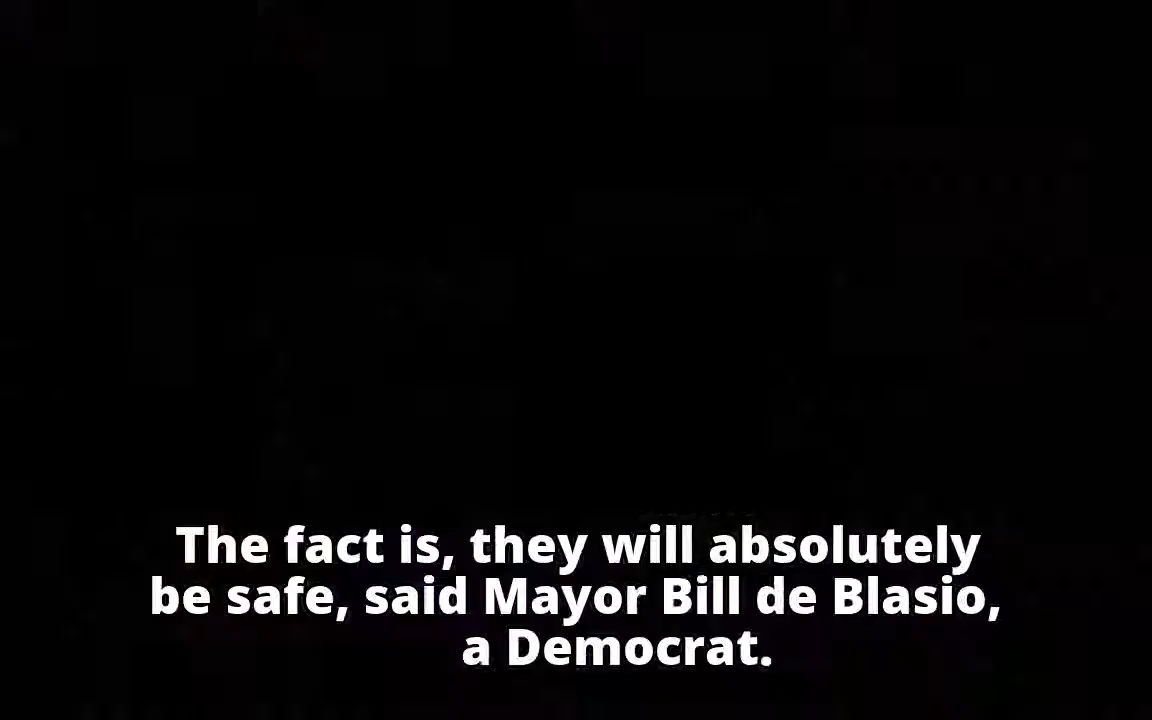 The fact is, they will absolutely
be safe, said Mayor Bill de Blasio,
a Democrat.